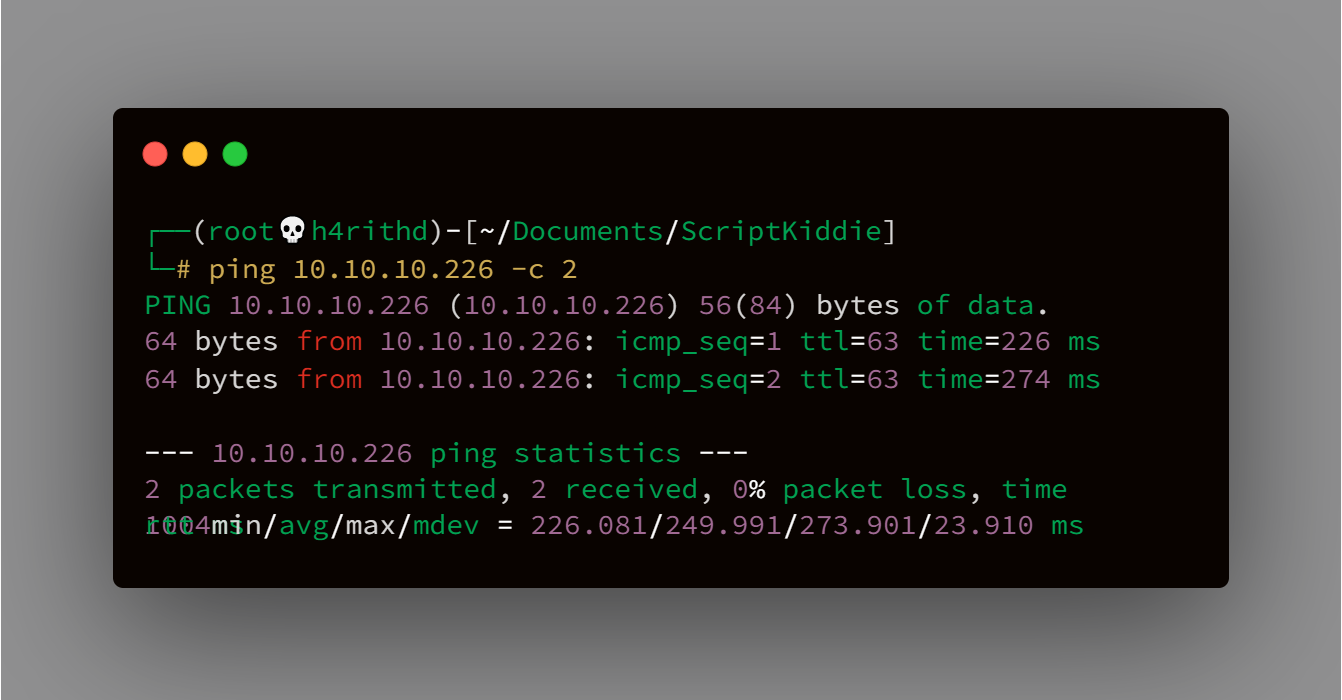 ┌──(root💀h4rithd)-[~/Documents/ScriptKiddie]
└─# ping 10.10.10.226 -c 2
PING 10.10.10.226 (10.10.10.226) 56(84) bytes of data.
64 bytes from 10.10.10.226: icmp_seq=1 ttl=63 time=226 ms
64 bytes from 10.10.10.226: icmp_seq=2 ttl=63 time=274 ms
--- 10.10.10.226 ping statistics ---
2 packets transmitted, 2 received, 0% packet loss, time
1004ms
rtt min/avg/max/mdev = 226.081/249.991/273.901/23.910 ms